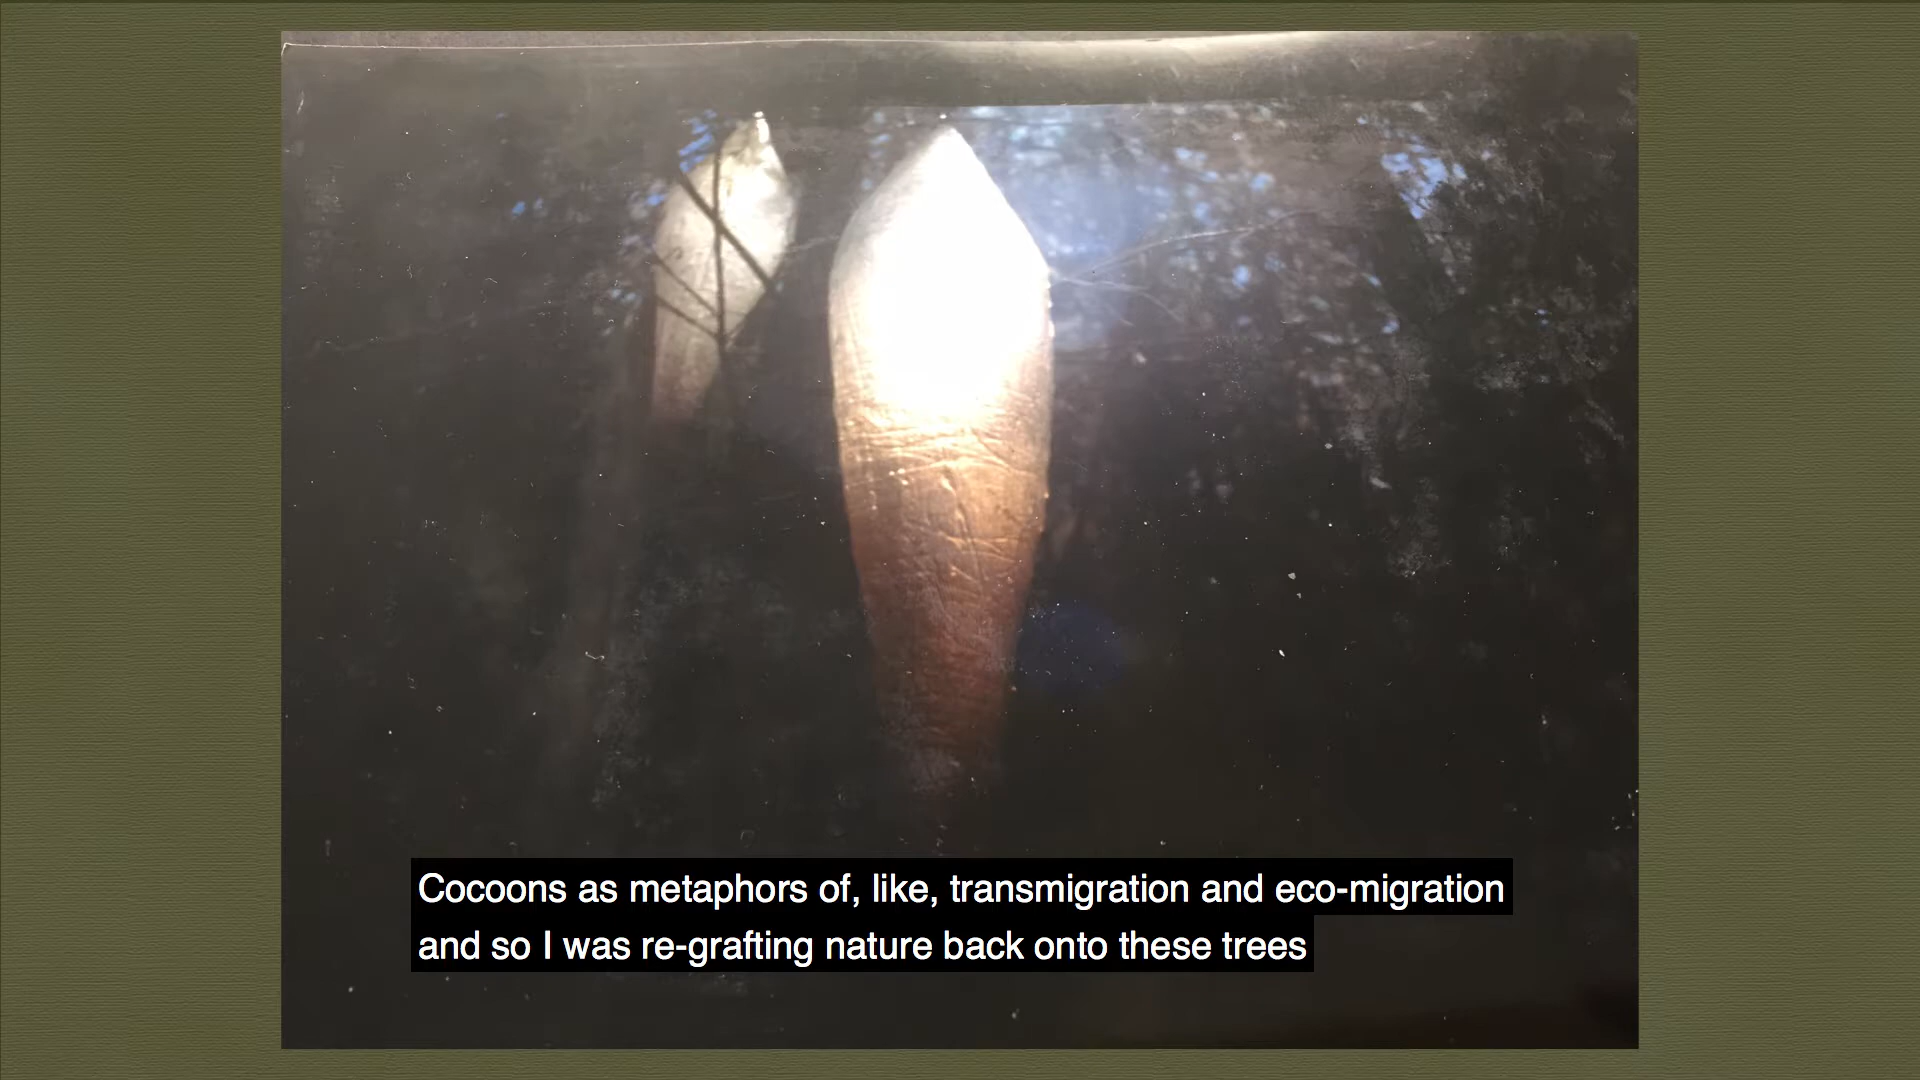 Cocoons as metaphors of, like, transmigration and eco-migration
and so I was re-grafting nature back onto these trees